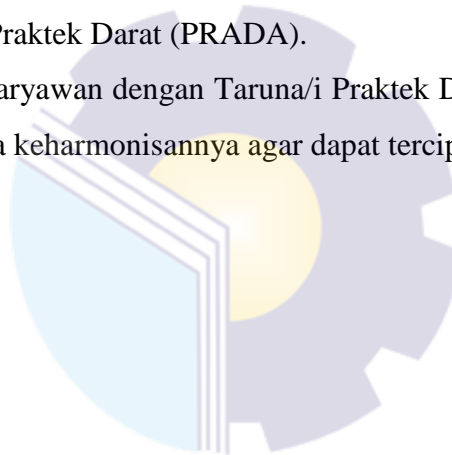 Praktek Darat (PRADA).
aryawan dengan Taruna/i Praktek D
a keharmonisannya agar dapat tercip